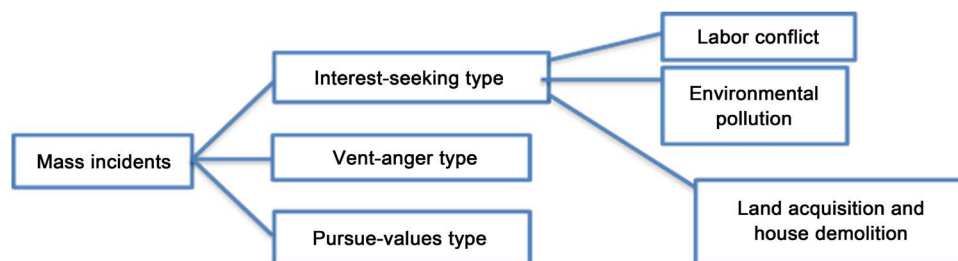 Labor conflict
Interest-seeking type
Environmental
pollution
Mass incidents
Vent-anger type
Land acquisition and
house demolition
Pursue-values type